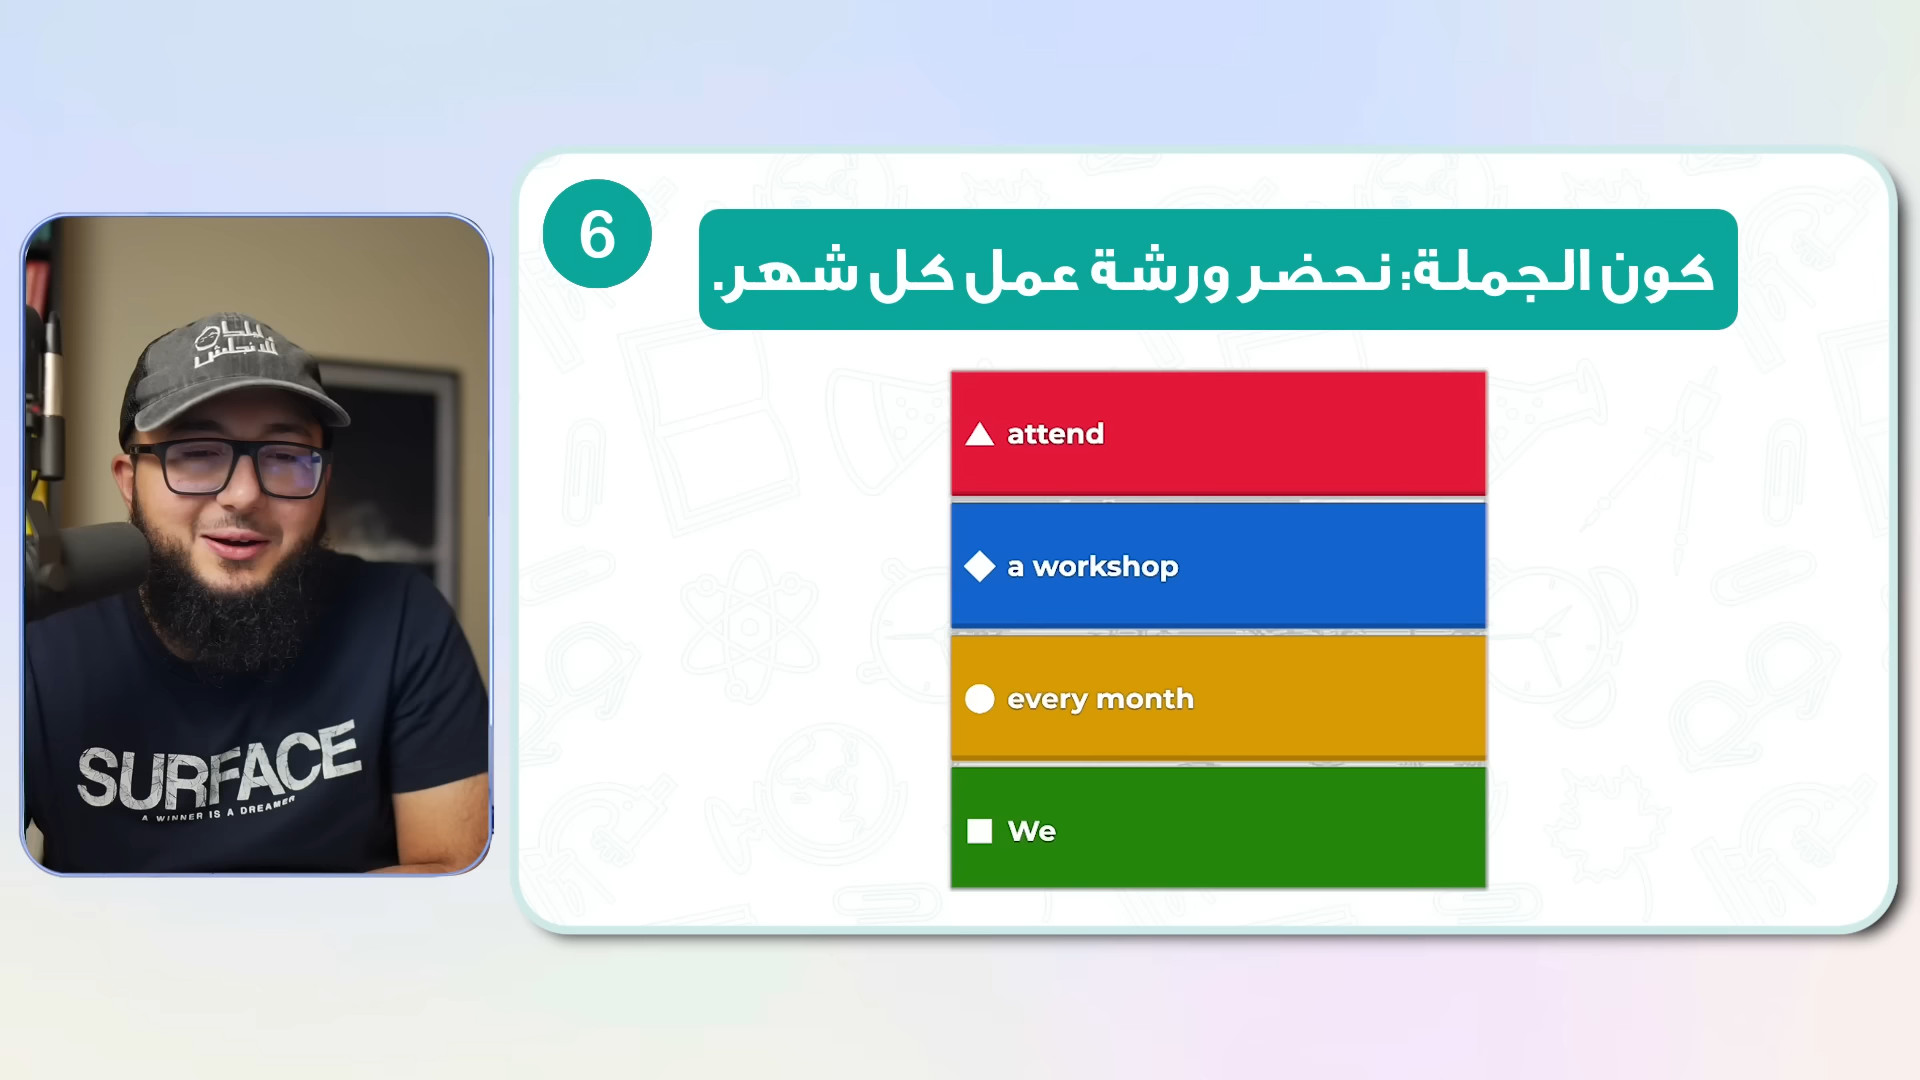 6
كون الجملة: نحضر ورشة عمل كل شهر.
attend
a workshop
every month
We
SURFACE
A WINNER IS A DREAMER